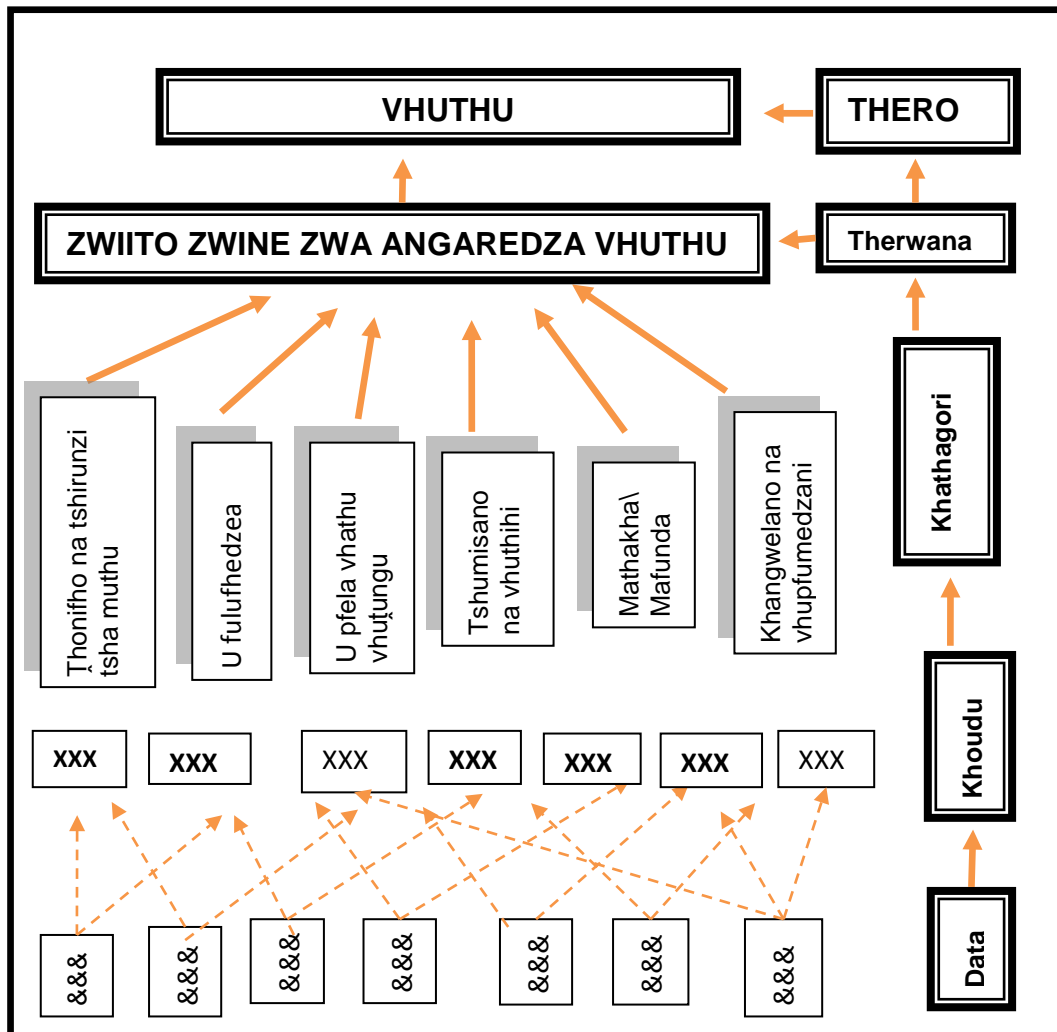 VHUTHU
THERO
ZWIITO ZWINE ZWA ANGAREDZA VHUTHU
Therwana
Ṱhonifho na tshirunzi
tsha muthu
U fulufhedzea
U pfela vhathu
vhuṱungu
Tshumisano
na vhuthihi
Mathakha\
Mafunda
Khangwelano na
vhupfumedzani
Khathagori
XXX
XXX
XXX
XXX
XXX
XXX
XXX
Khoudu
&&&
&&&
&&&
&&&
&&&
&&&
&&&
Data